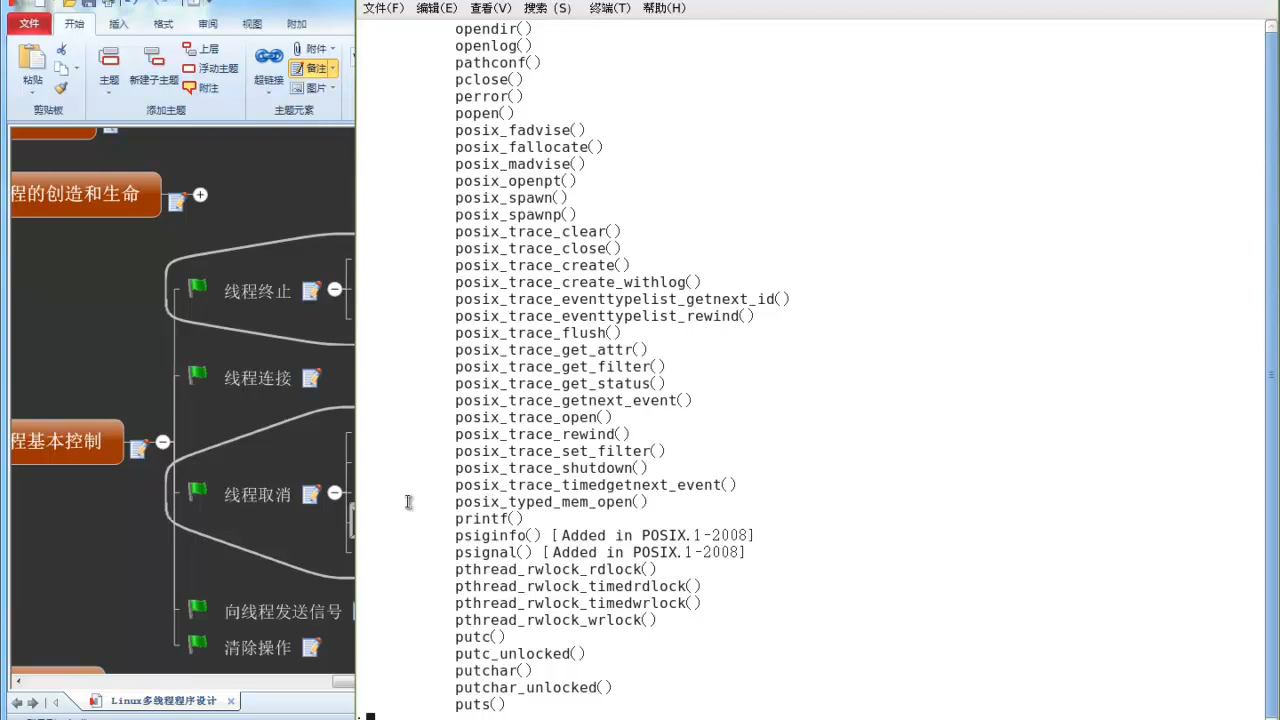 文件(F) 编辑(E) 查看(V) 搜索 (S) 终端(T) 帮助(H)
文件 开始 插入 格式 审阅 视图 附加
粘贴
剪贴板
主题
新建子主题
上层
浮动主题
附注
添加主题
超链接
附件
备注
图片
主题元素
程的创造和生命
线程终止
线程连接
程基本控制
线程取消
向线程发送信号
清除操作
Linux多线程程序设计
opendir()
openlog()
pathconf()
pclose()
perror()
popen()
posix_fadvise()
posix_fallocate()
posix_madvise()
posix_openpt()
posix_spawn()
posix_spawnp()
posix_trace_clear()
posix_trace_close()
posix_trace_create()
posix_trace_create_withlog()
posix_trace_eventtypelist_getnext_id()
posix_trace_eventtypelist_rewind()
posix_trace_flush()
posix_trace_get_attr()
posix_trace_get_filter()
posix_trace_get_status()
posix_trace_getnext_event()
posix_trace_open()
posix_trace_rewind()
posix_trace_set_filter()
posix_trace_shutdown()
posix_trace_timedgetnext_event()
posix_typed_mem_open()
printf()
psiginfo() [Added in POSIX.1-2008]
psignal() [Added in POSIX.1-2008]
pthread_rwlock_rdlock()
pthread_rwlock_timedrdlock()
pthread_rwlock_timedwrlock()
pthread_rwlock_wrlock()
putc()
putc_unlocked()
putchar()
putchar_unlocked()
puts()
: